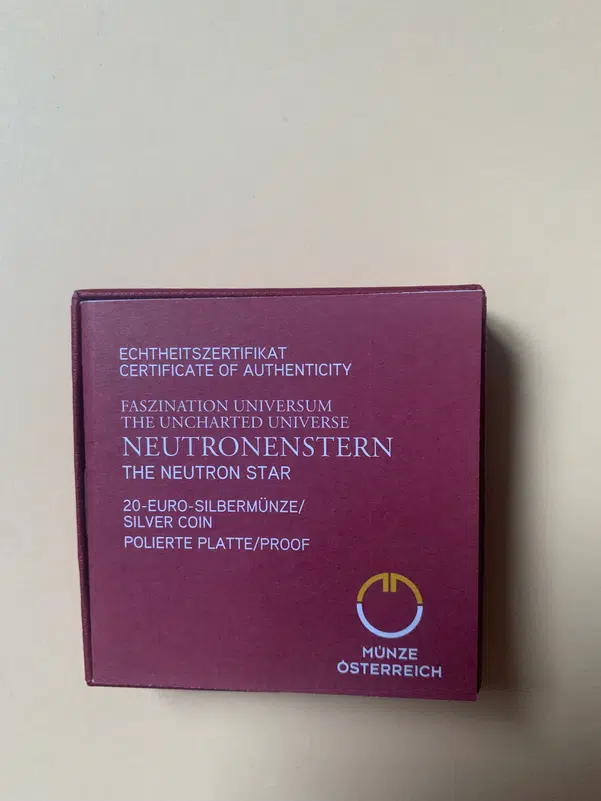 ECHTHEITSZERTIFIKAT
CERTIFICATE OF AUTHENTICITY
FASZINATION UNIVERSUM
THE UNCHARTED UNIVERSE
NEUTRONENSTERN
THE NEUTRON STAR
20-EURO-SILBERMÜNZE/
SILVER COIN
POLIERTE PLATTE/PROOF
MÜNZE
ÖSTERREICH